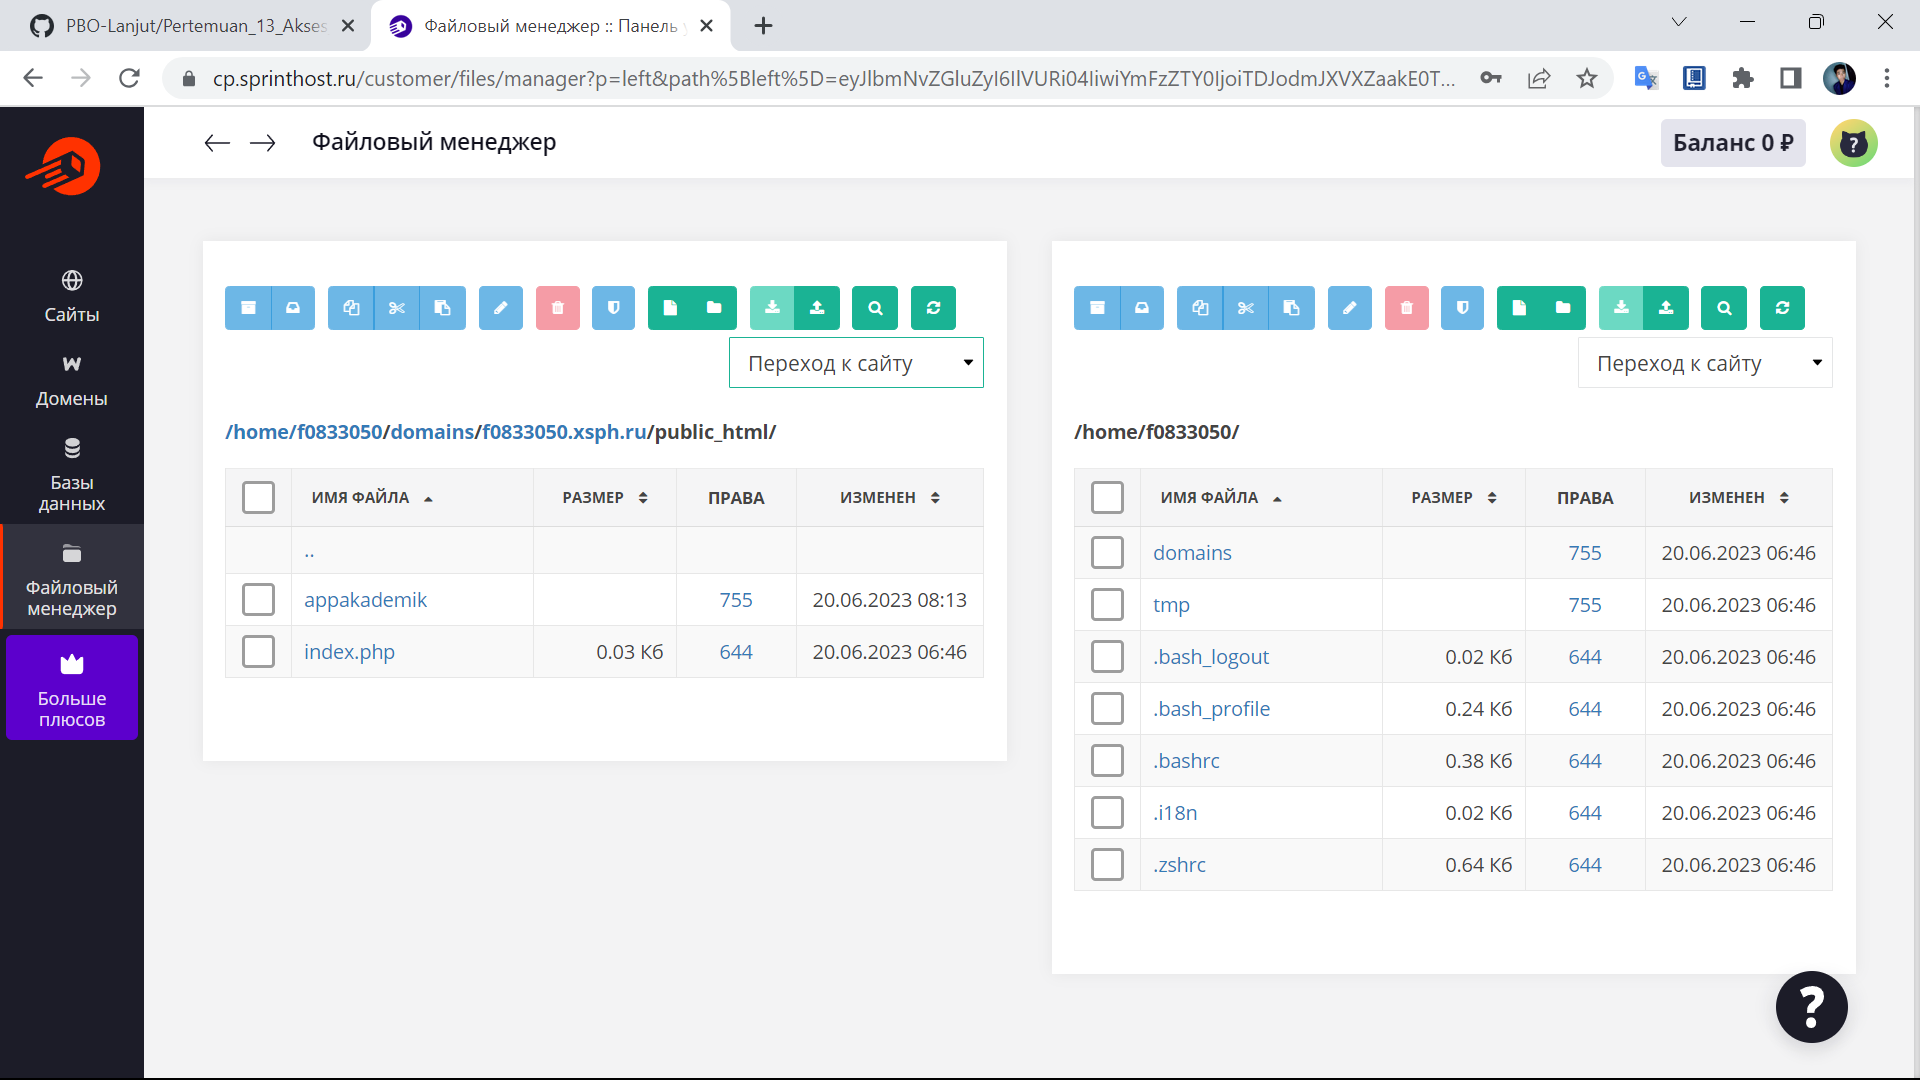 PBO-Lanjut/Pertemuan_13_Akses
Файловый менеджер :: Панель у
cp.sprinthost.ru/customer/files/manager?p=left&path%5Bleft%5D=eyJlbmNvZGluZyI6IlVURi04IiwiYmFzZTY0IjoiTDJodmJXVXZaakE0T...
Файловый менеджер
Баланс 0 ₽
Сайты
Домены
Базы
данных
Файловый
менеджер
Больше
плюсов
Переход к сайту
/home/f0833050/domains/f0833050.xsph.ru/public_html/
ИМЯ ФАЙЛА РАЗМЕР ПРАВА ИЗМЕНЕН
..
appakademik 755 20.06.2023 08:13
index.php 0.03 Кб 644 20.06.2023 06:46
Переход к сайту
/home/f0833050/
ИМЯ ФАЙЛА РАЗМЕР ПРАВА ИЗМЕНЕН
domains 755 20.06.2023 06:46
tmp 755 20.06.2023 06:46
.bash_logout 0.02 Кб 644 20.06.2023 06:46
.bash_profile 0.24 Кб 644 20.06.2023 06:46
.bashrc 0.38 Кб 644 20.06.2023 06:46
.i18n 0.02 Кб 644 20.06.2023 06:46
.zshrc 0.64 Кб 644 20.06.2023 06:46
?